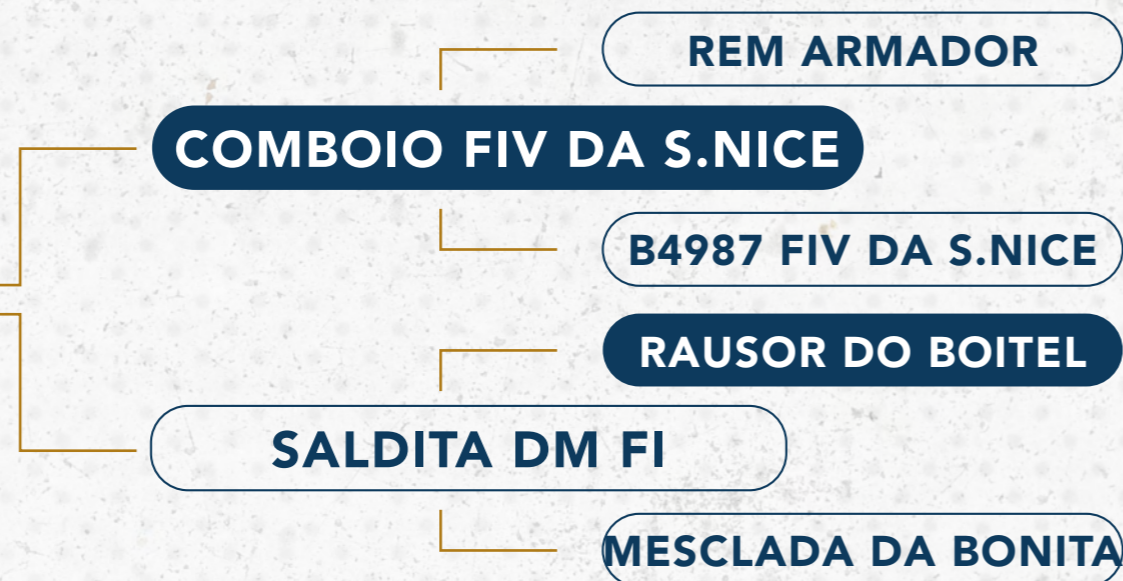 REM ARMADOR
COMBOIO FIV DA S.NICE
B4987 FIV DA S.NICE
RAUSOR DO BOITEL
SALDITA DM FI
MESCLADA DA BONITA